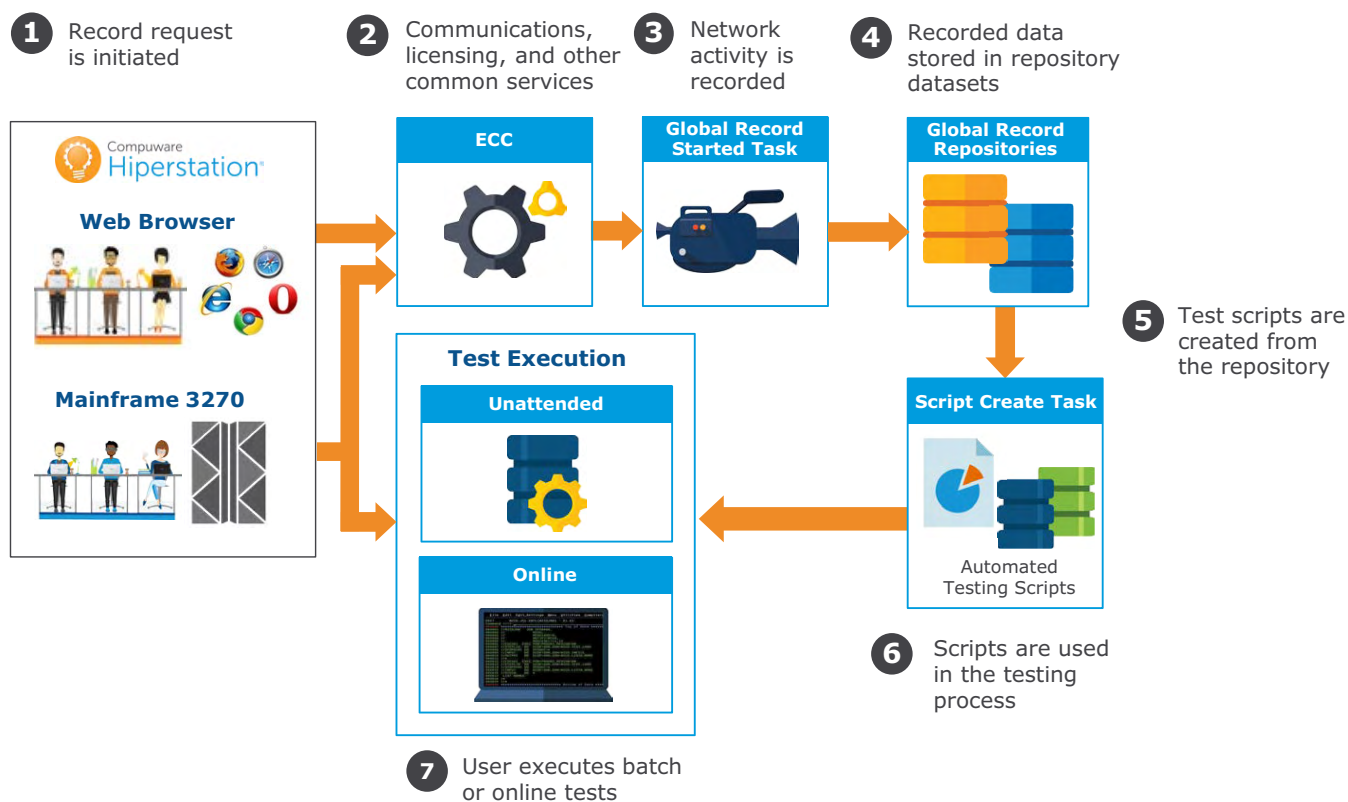 1 Record request
is initiated
2 Communications,
licensing, and other
common services
3 Network
activity is
recorded
4 Recorded data
stored in repository
datasets
Compuware
Hiperstation®
Web Browser
Mainframe 3270
ECC
Global Record
Started Task
Global Record
Repositories
5 Test scripts are
created from
the repository
Test Execution
Unattended
Online
Script Create Task
Automated
Testing Scripts
6 Scripts are used
in the testing
process
7 User executes batch
or online tests